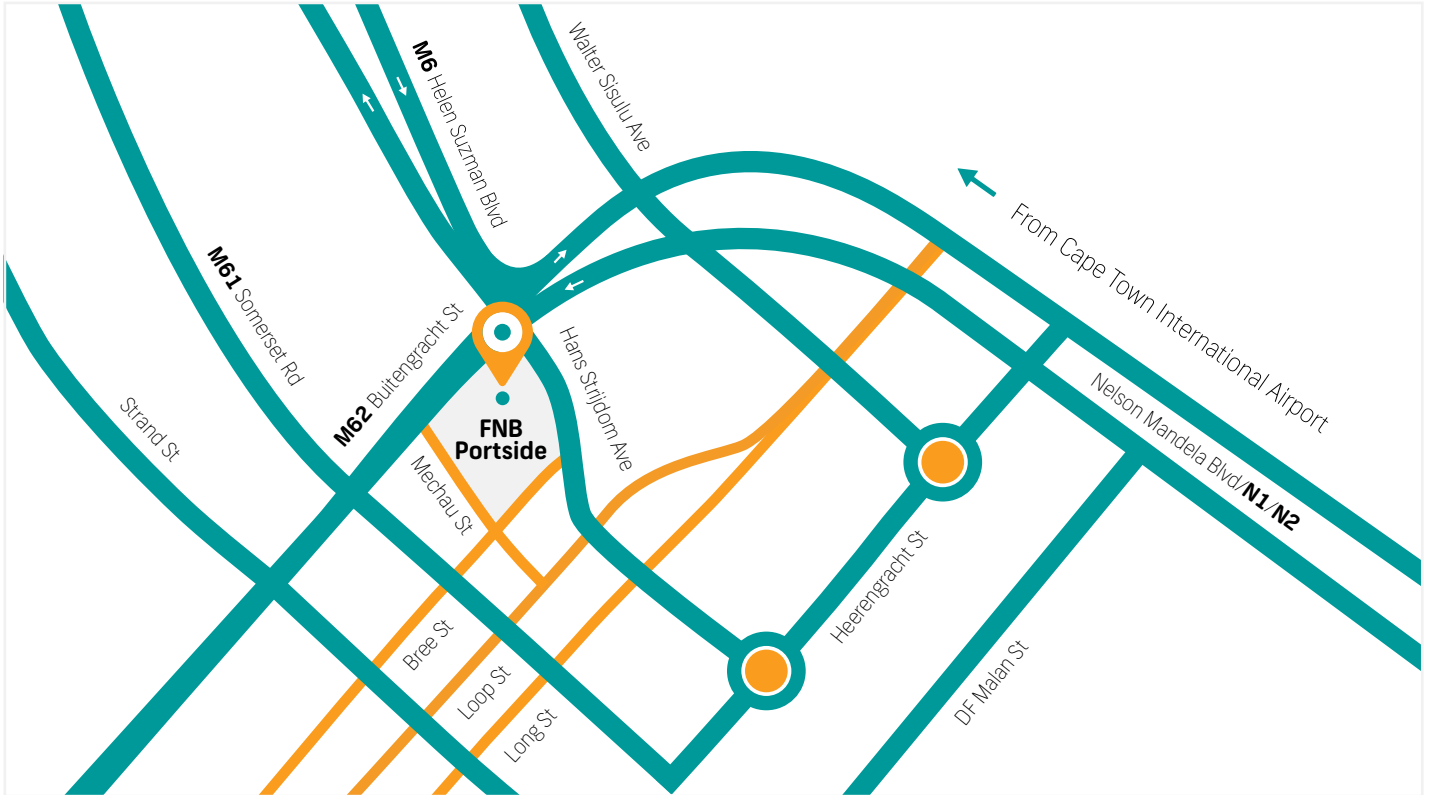 M6 Helen Suzman Blvd
Walter Sisulu Ave
From Cape Town International Airport
M61 Somerset Rd
M62 Buitengracht St
Hans Strijdom Ave
Nelson Mandela Blvd/N1/N2
Strand St
FNB
Portside
Mechau St
Heerengracht St
Bree St
Loop St
Long St
DF Malan St